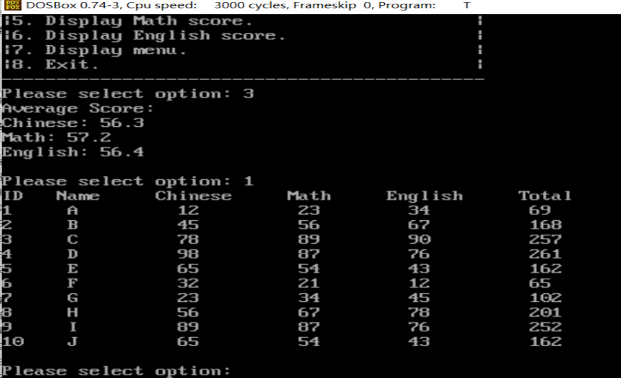 DOSBox 0.74-3, Cpu speed: 3000 cycles, Frameskip 0, Program: T
|5. Display Math score. |
|6. Display English score. |
|7. Display menu. |
|8. Exit. |
Please select option: 3
Average Score:
Chinese: 56.3
Math: 57.2
English: 56.4
Please select option: 1
ID Name Chinese Math English Total
1 A 12 23 34 69
2 B 45 56 67 168
3 C 78 89 90 257
4 D 98 87 76 261
5 E 65 54 43 162
6 F 32 21 12 65
7 G 23 34 45 102
8 H 56 67 78 201
9 I 89 87 76 252
10 J 65 54 43 162
Please select option: